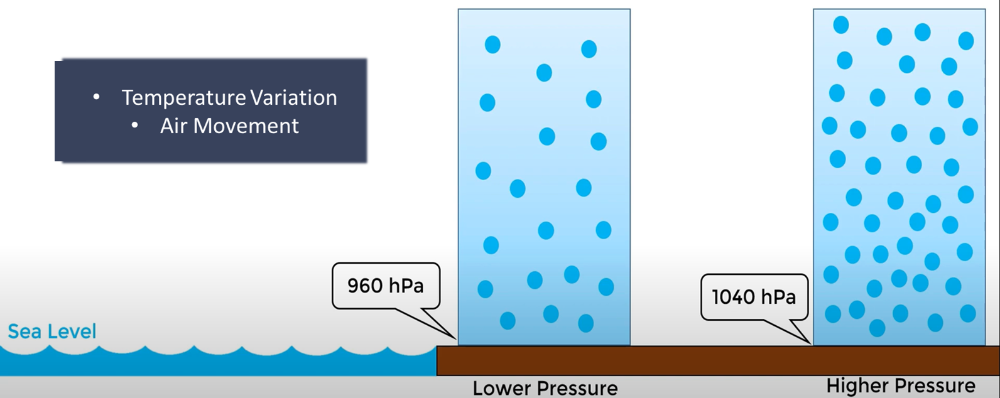 • Temperature Variation
• Air Movement
960 hPa
1040 hPa
Sea Level
Lower Pressure
Higher Pressure